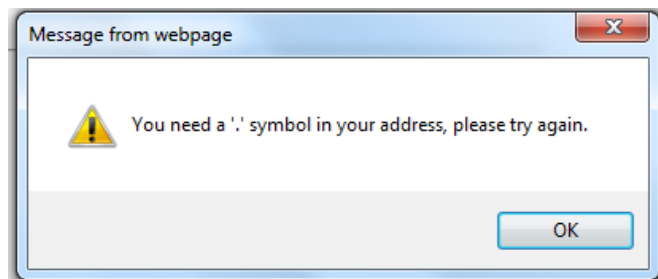 Message from webpage
You need a '.' symbol in your address, please try again.
OK